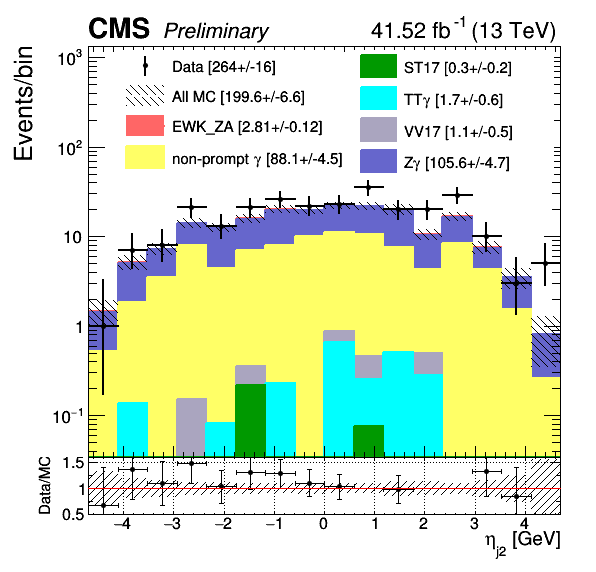 CMS Preliminary 41.52 fb⁻¹ (13 TeV)
Events/bin
10³
10²
10
1
10⁻¹
Data [264+/-16]
All MC [199.6+/-6.6]
EWK_ZA [2.81+/-0.12]
non-prompt γ [88.1+/-4.5]
ST17 [0.3+/-0.2]
TTγ [1.7+/-0.6]
VV17 [1.1+/-0.5]
Zγ [105.6+/-4.7]
Data/MC
1.5
1
0.5
−4 −3 −2 −1 0 1 2 3 4
η_j2 [GeV]